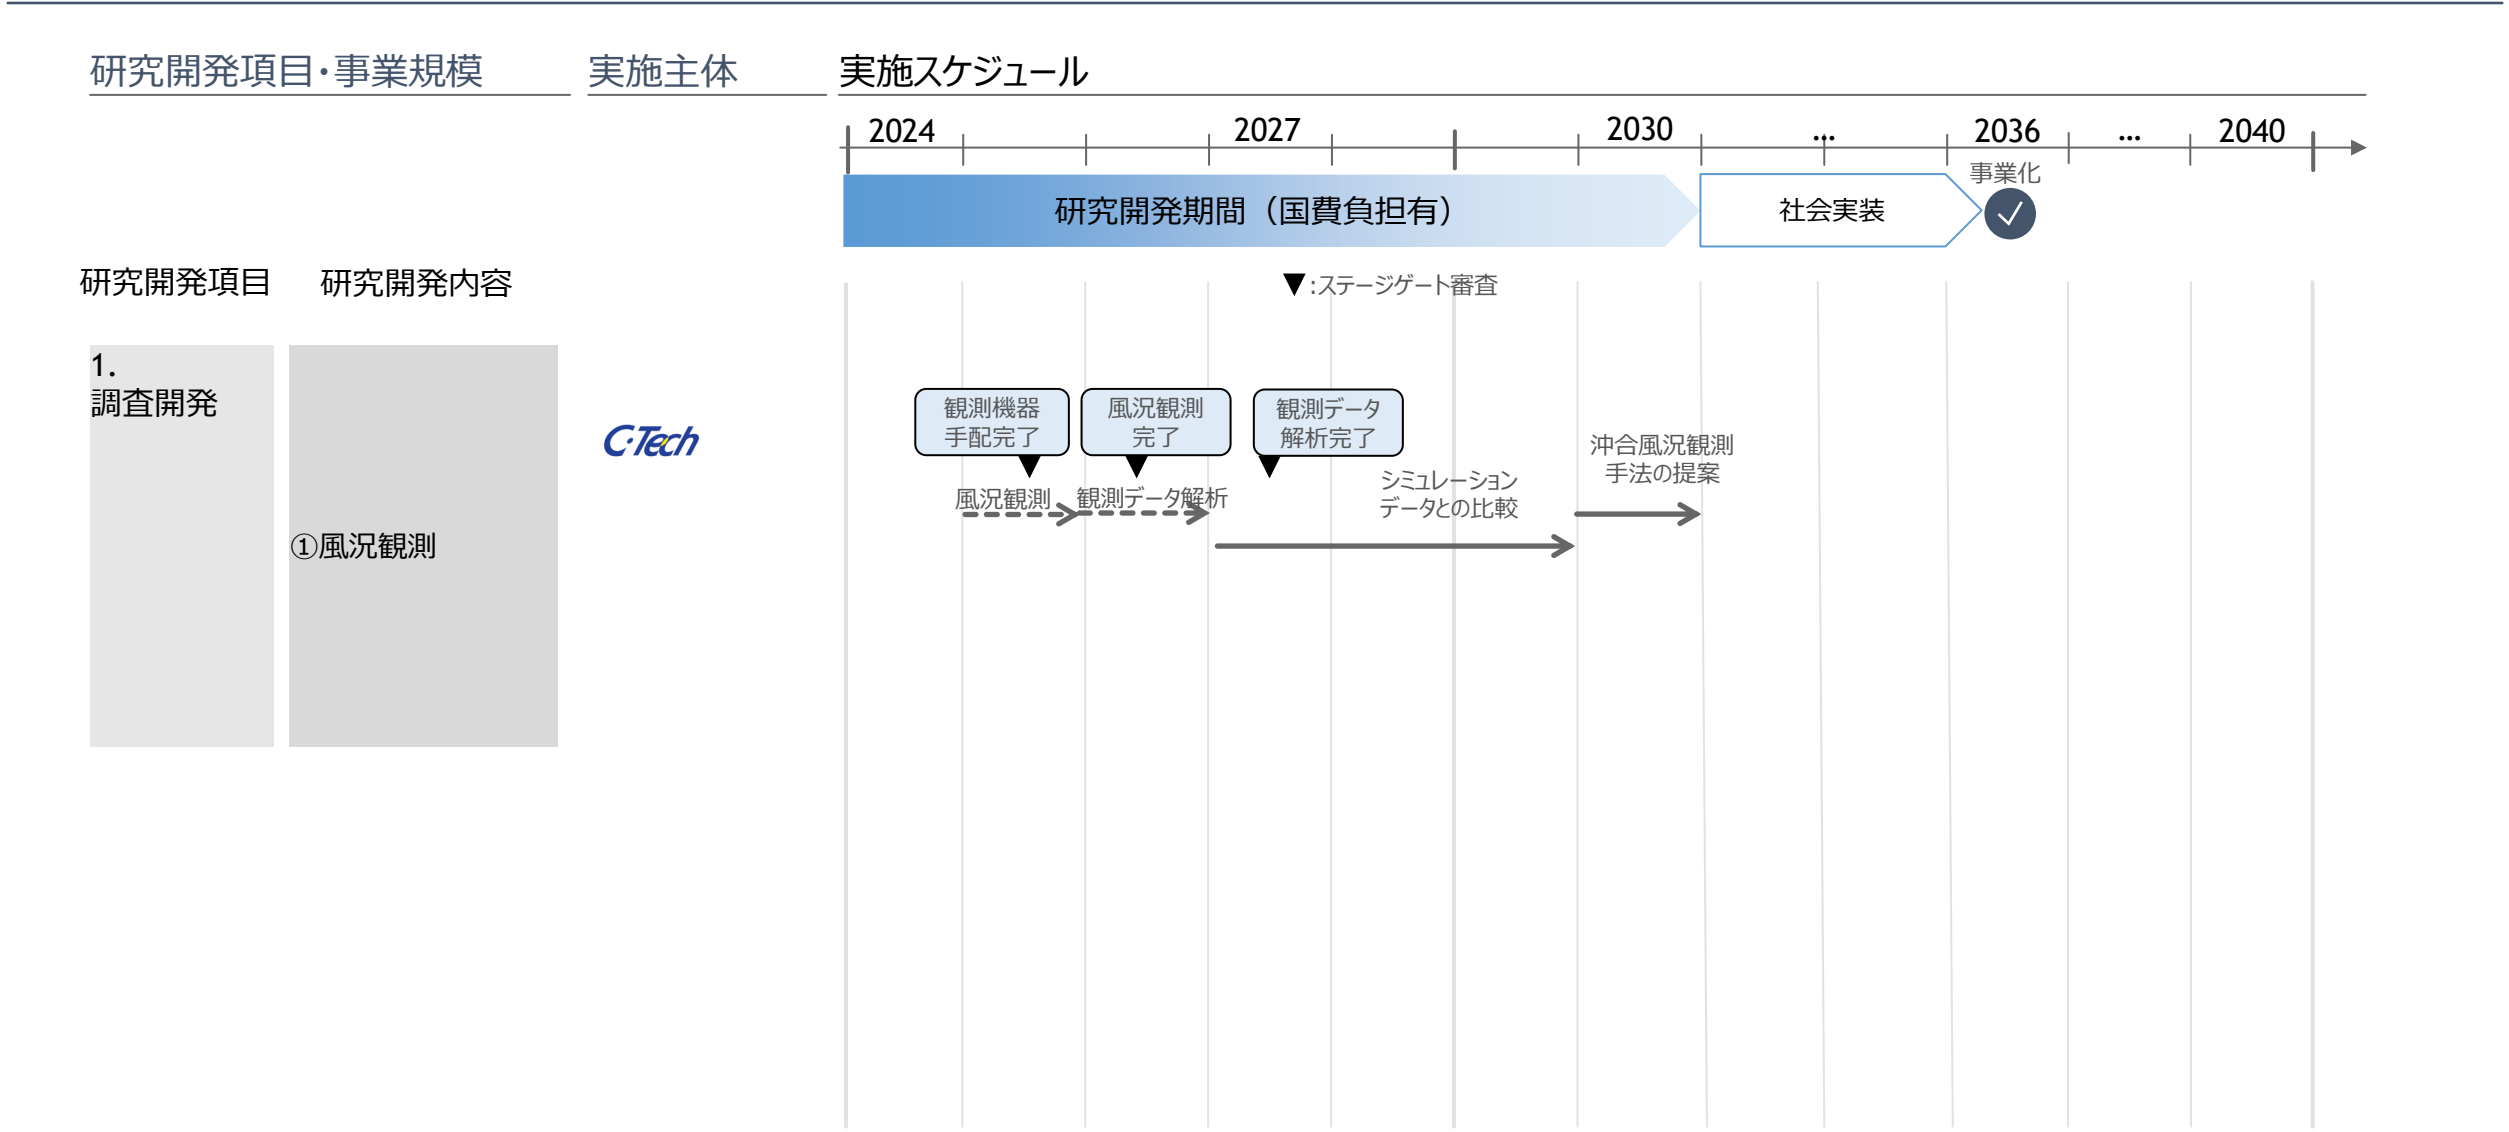 研究開発項目・事業規模
実施主体
実施スケジュール
2024
2027
2030
…
2036
…
2040
事業化
研究開発期間（国費負担有）
社会実装
研究開発項目
研究開発内容
▼:ステージゲート審査
1.
調査開発
①風況観測
C-Tech
観測機器
手配完了
風況観測
完了
観測データ
解析完了
風況観測
観測データ解析
シミュレーション
データとの比較
沖合風況観測
手法の提案